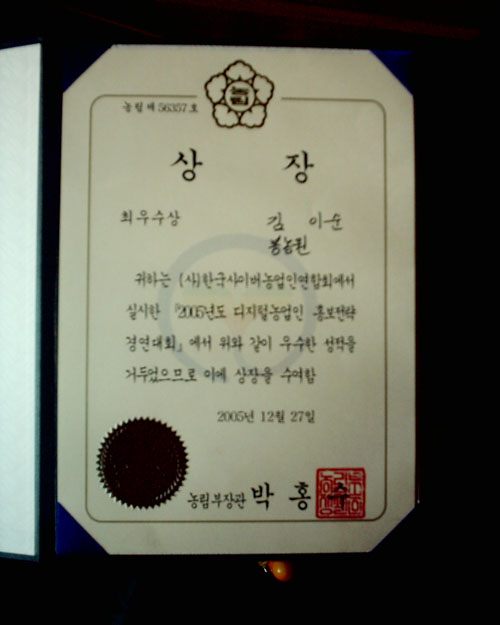 농림 제 56357 호
상 장
최우수상
김 이순
봉농원
귀하는 (사)한국사이버농업인연합회에서
실시한 「2005년도 디지털농업인 홍보전략
경연대회」에서 위와 같이 우수한 성적을
거두었으므로 이에 상장을 수여함
2005년 12월 27일
농림부장관 박 홍 수